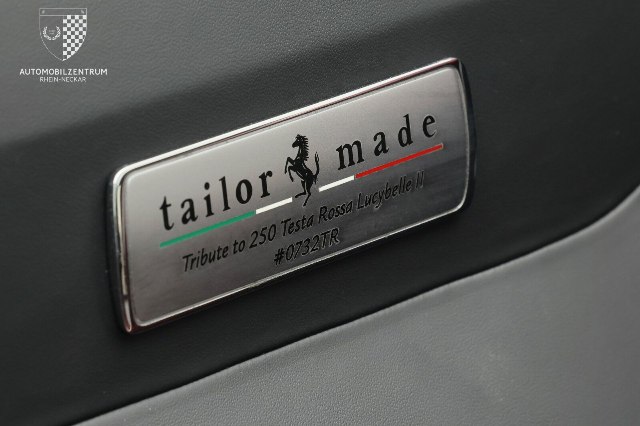 AUTOMOBILZENTRUM
RHEIN-NECKAR
tailor made
Tribute to 250 Testa Rossa Lucybelle II
#0732TR